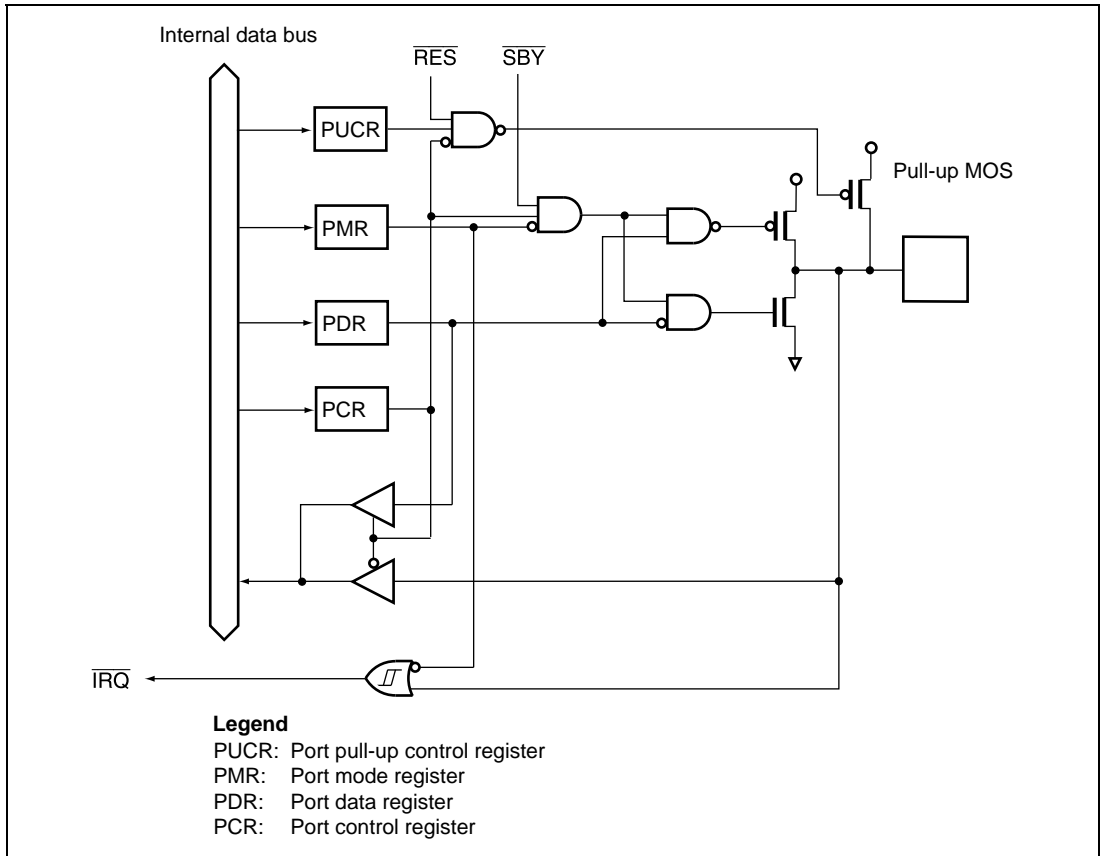 Internal data bus
RES
SBY
PUCR
Pull-up MOS
PMR
PDR
PCR
IRQ
Legend
PUCR: Port pull-up control register
PMR: Port mode register
PDR: Port data register
PCR: Port control register